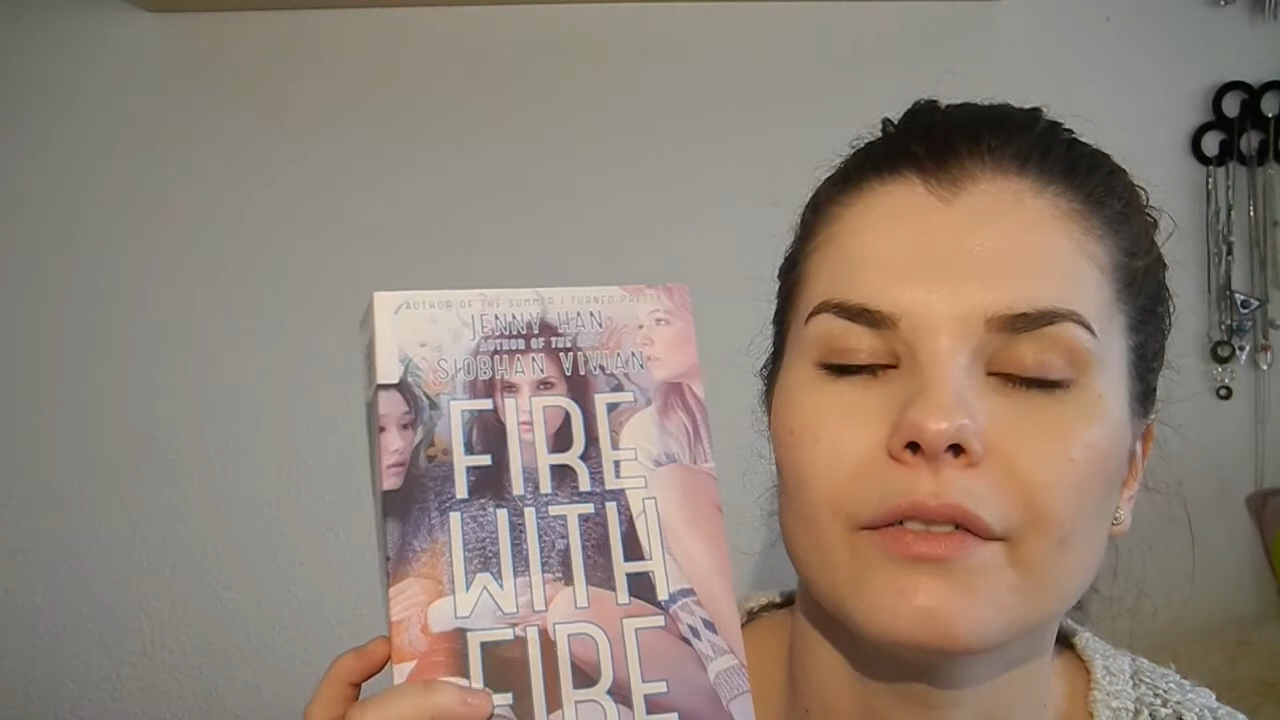 AUTHOR OF THE SUMMER I TURNED PRETTY
JENNY HAN
AUTHOR OF THE
SIOBHAN VIVIAN
FIRE
WITH
FIRE